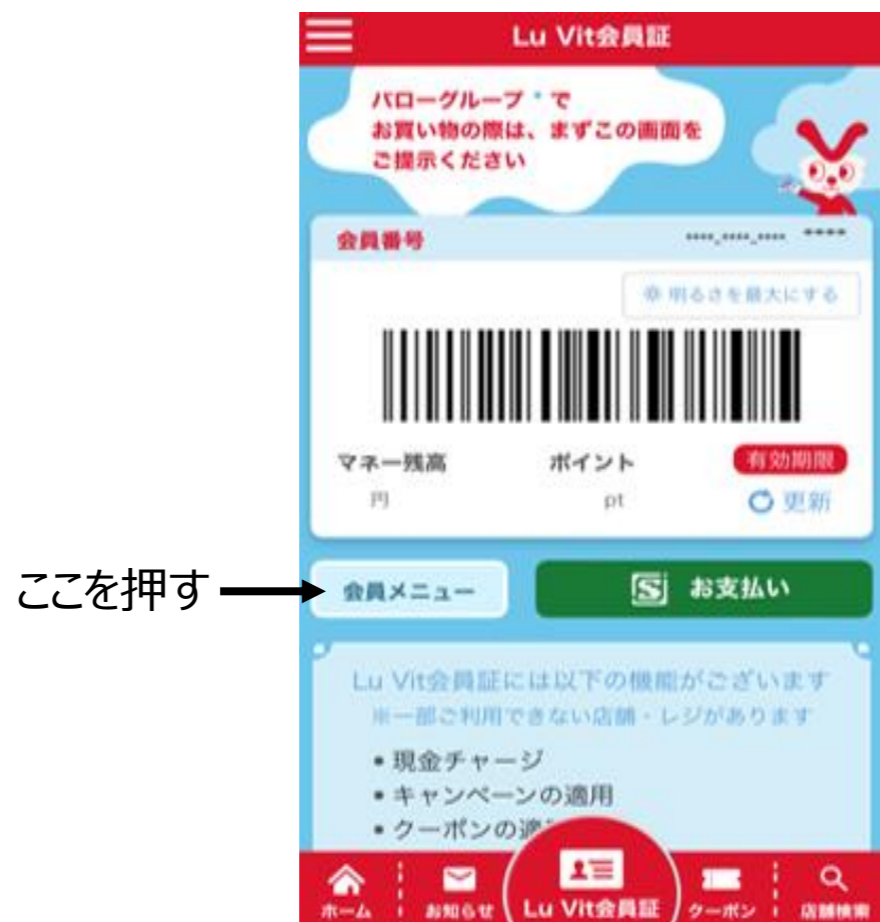 Lu Vit会員証
バローグループ * で
お買い物の際は、まずこの画面を
ご提示ください
会員番号 ****-****-**** ****
明るさを最大にする
マネー残高 ポイント 有効期限
円 pt 更新
ここを押す
会員メニュー お支払い
Lu Vit会員証には以下の機能がございます
※一部ご利用できない店舗・レジがあります
• 現金チャージ
• キャンペーンの適用
• クーポンの適
ホーム お知らせ Lu Vit会員証 クーポン 店舗検索